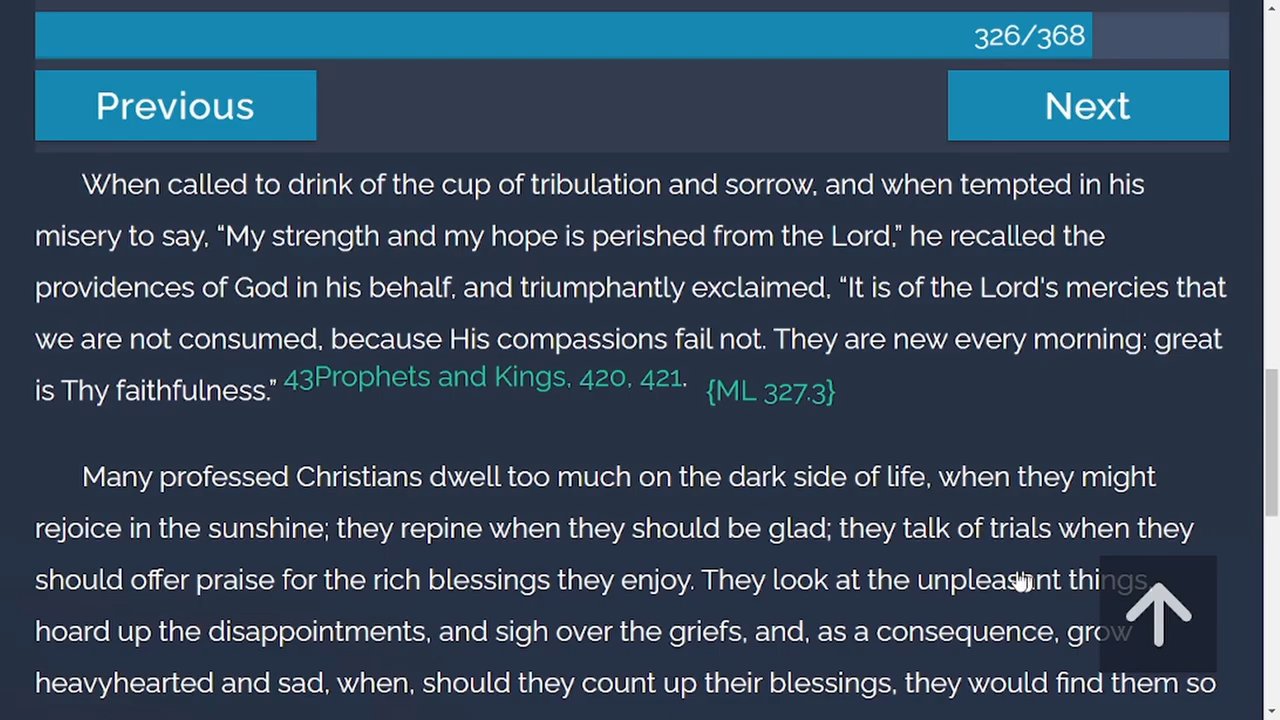 326/368
Previous
Next
When called to drink of the cup of tribulation and sorrow, and when tempted in his
misery to say, “My strength and my hope is perished from the Lord,” he recalled the
providences of God in his behalf, and triumphantly exclaimed, “It is of the Lord's mercies that
we are not consumed, because His compassions fail not. They are new every morning: great
is Thy faithfulness.” 43Prophets and Kings, 420, 421. {ML 327.3}
Many professed Christians dwell too much on the dark side of life, when they might
rejoice in the sunshine; they repine when they should be glad; they talk of trials when they
should offer praise for the rich blessings they enjoy. They look at the unpleasant things,
hoard up the disappointments, and sigh over the griefs, and, as a consequence, grow
heavyhearted and sad, when, should they count up their blessings, they would find them so